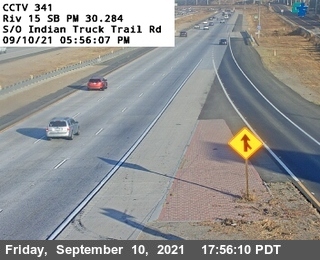 CCTV 341
Riv 15 SB PM 30.284
S/O Indian Truck Trail Rd
09/10/21 05:56:07 PM
Friday, September 10, 2021 17:56:10 PDT